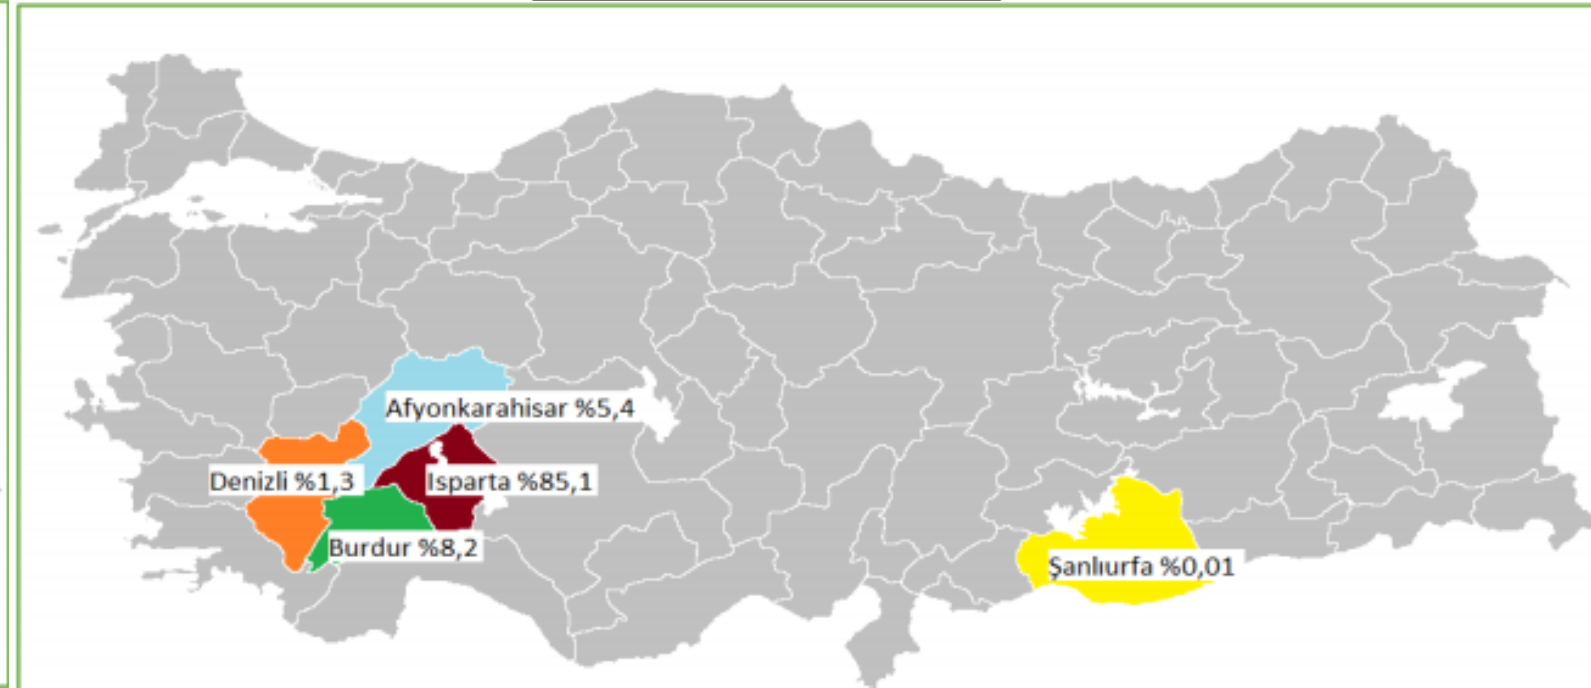 Afyonkarahisar %5,4
Denizli %1,3
Isparta %85,1
Burdur %8,2
Şanlıurfa %0,01